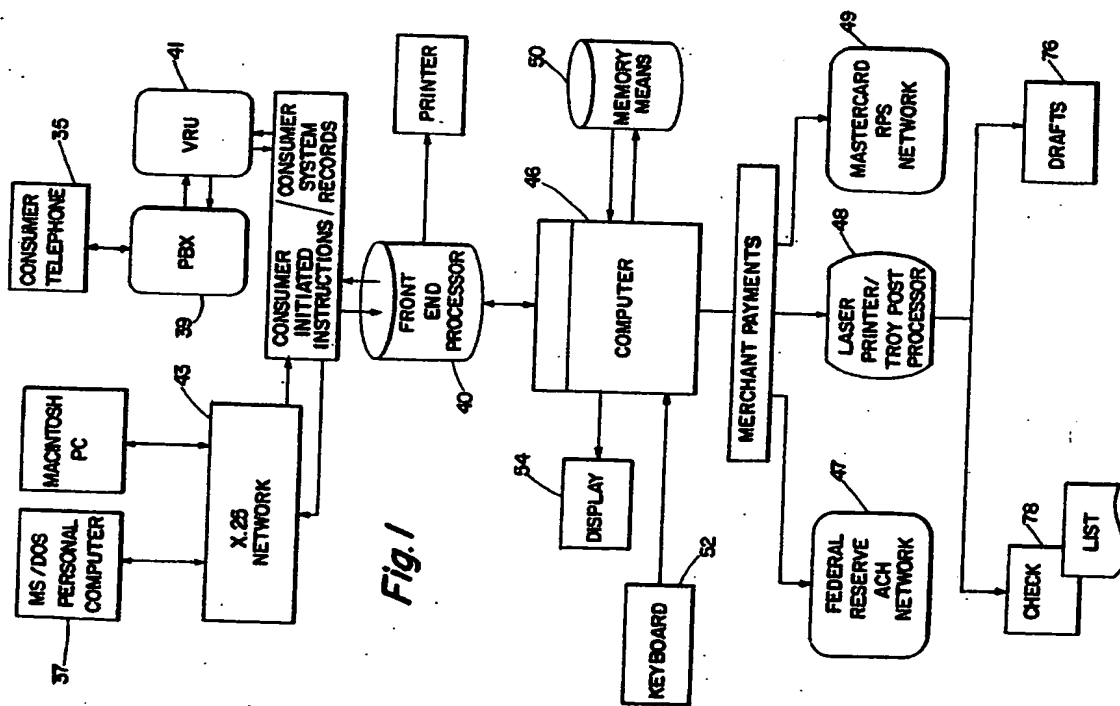 35
CONSUMER
TELEPHONE
41
VRU
PBX
39
MACINTOSH
PC
MS/DOS
PERSONAL
COMPUTER
37
43
X.25
NETWORK
CONSUMER / CONSUMER
INITIATED / SYSTEM
INSTRUCTIONS / RECORDS
FRONT
END
PROCESSOR
40
PRINTER
Fig. 1
50
MEMORY
MEANS
46
COMPUTER
54
DISPLAY
52
KEYBOARD
MERCHANT PAYMENTS
47
FEDERAL
RESERVE
ACH
NETWORK
48
LASER
PRINTER/
TROY POST
PROCESSOR
49
MASTERCARD
RPS
NETWORK
78
CHECK
LIST
76
DRAFTS